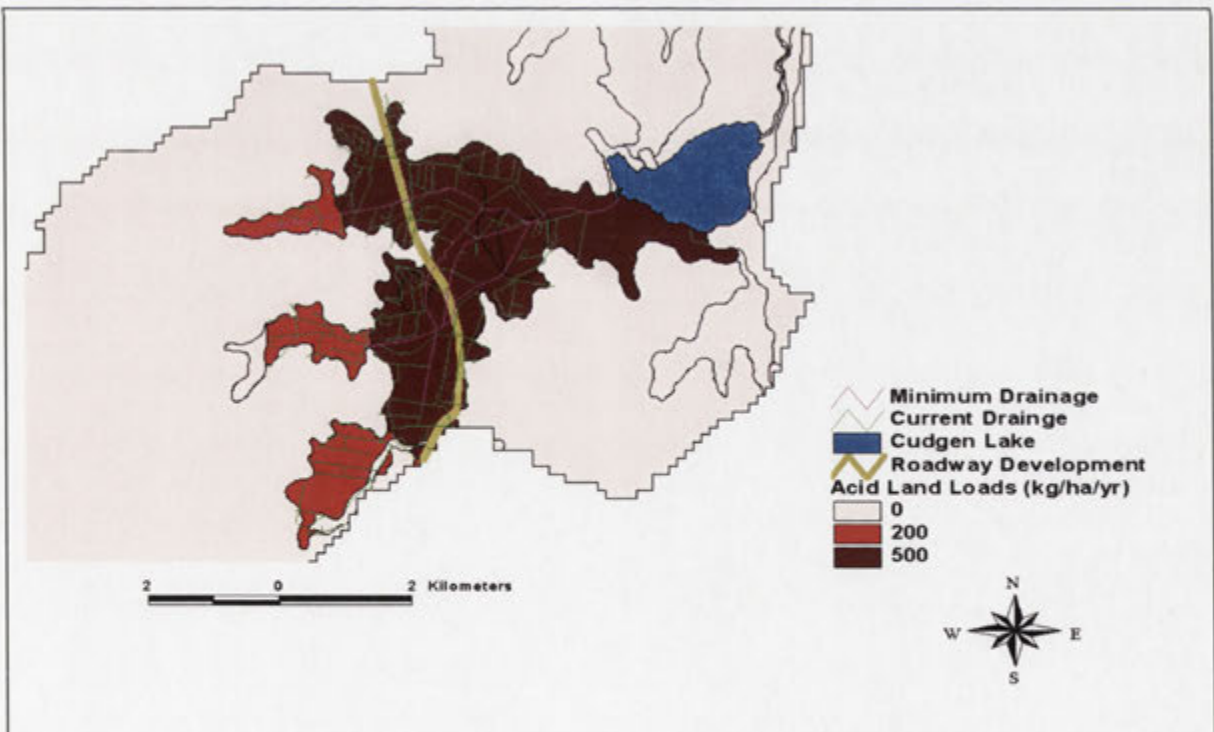 Minimum Drainage
Current Drainge
Cudgen Lake
Roadway Development
Acid Land Loads (kg/ha/yr)
0
200
500
2 0 2 Kilometers
N
W E
S